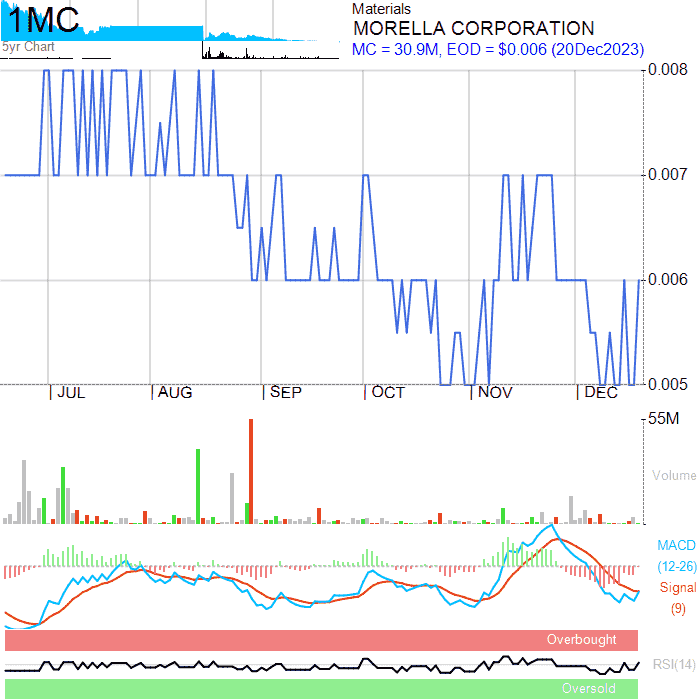 1MC
5yr Chart
Materials
MORELLA CORPORATION
MC = 30.9M, EOD = $0.006 (20Dec2023)
0.008
0.007
0.006
0.005
JUL AUG SEP OCT NOV DEC
55M
Volume
MACD
(12-26)
Signal
(9)
Overbought
RSI(14)
Oversold